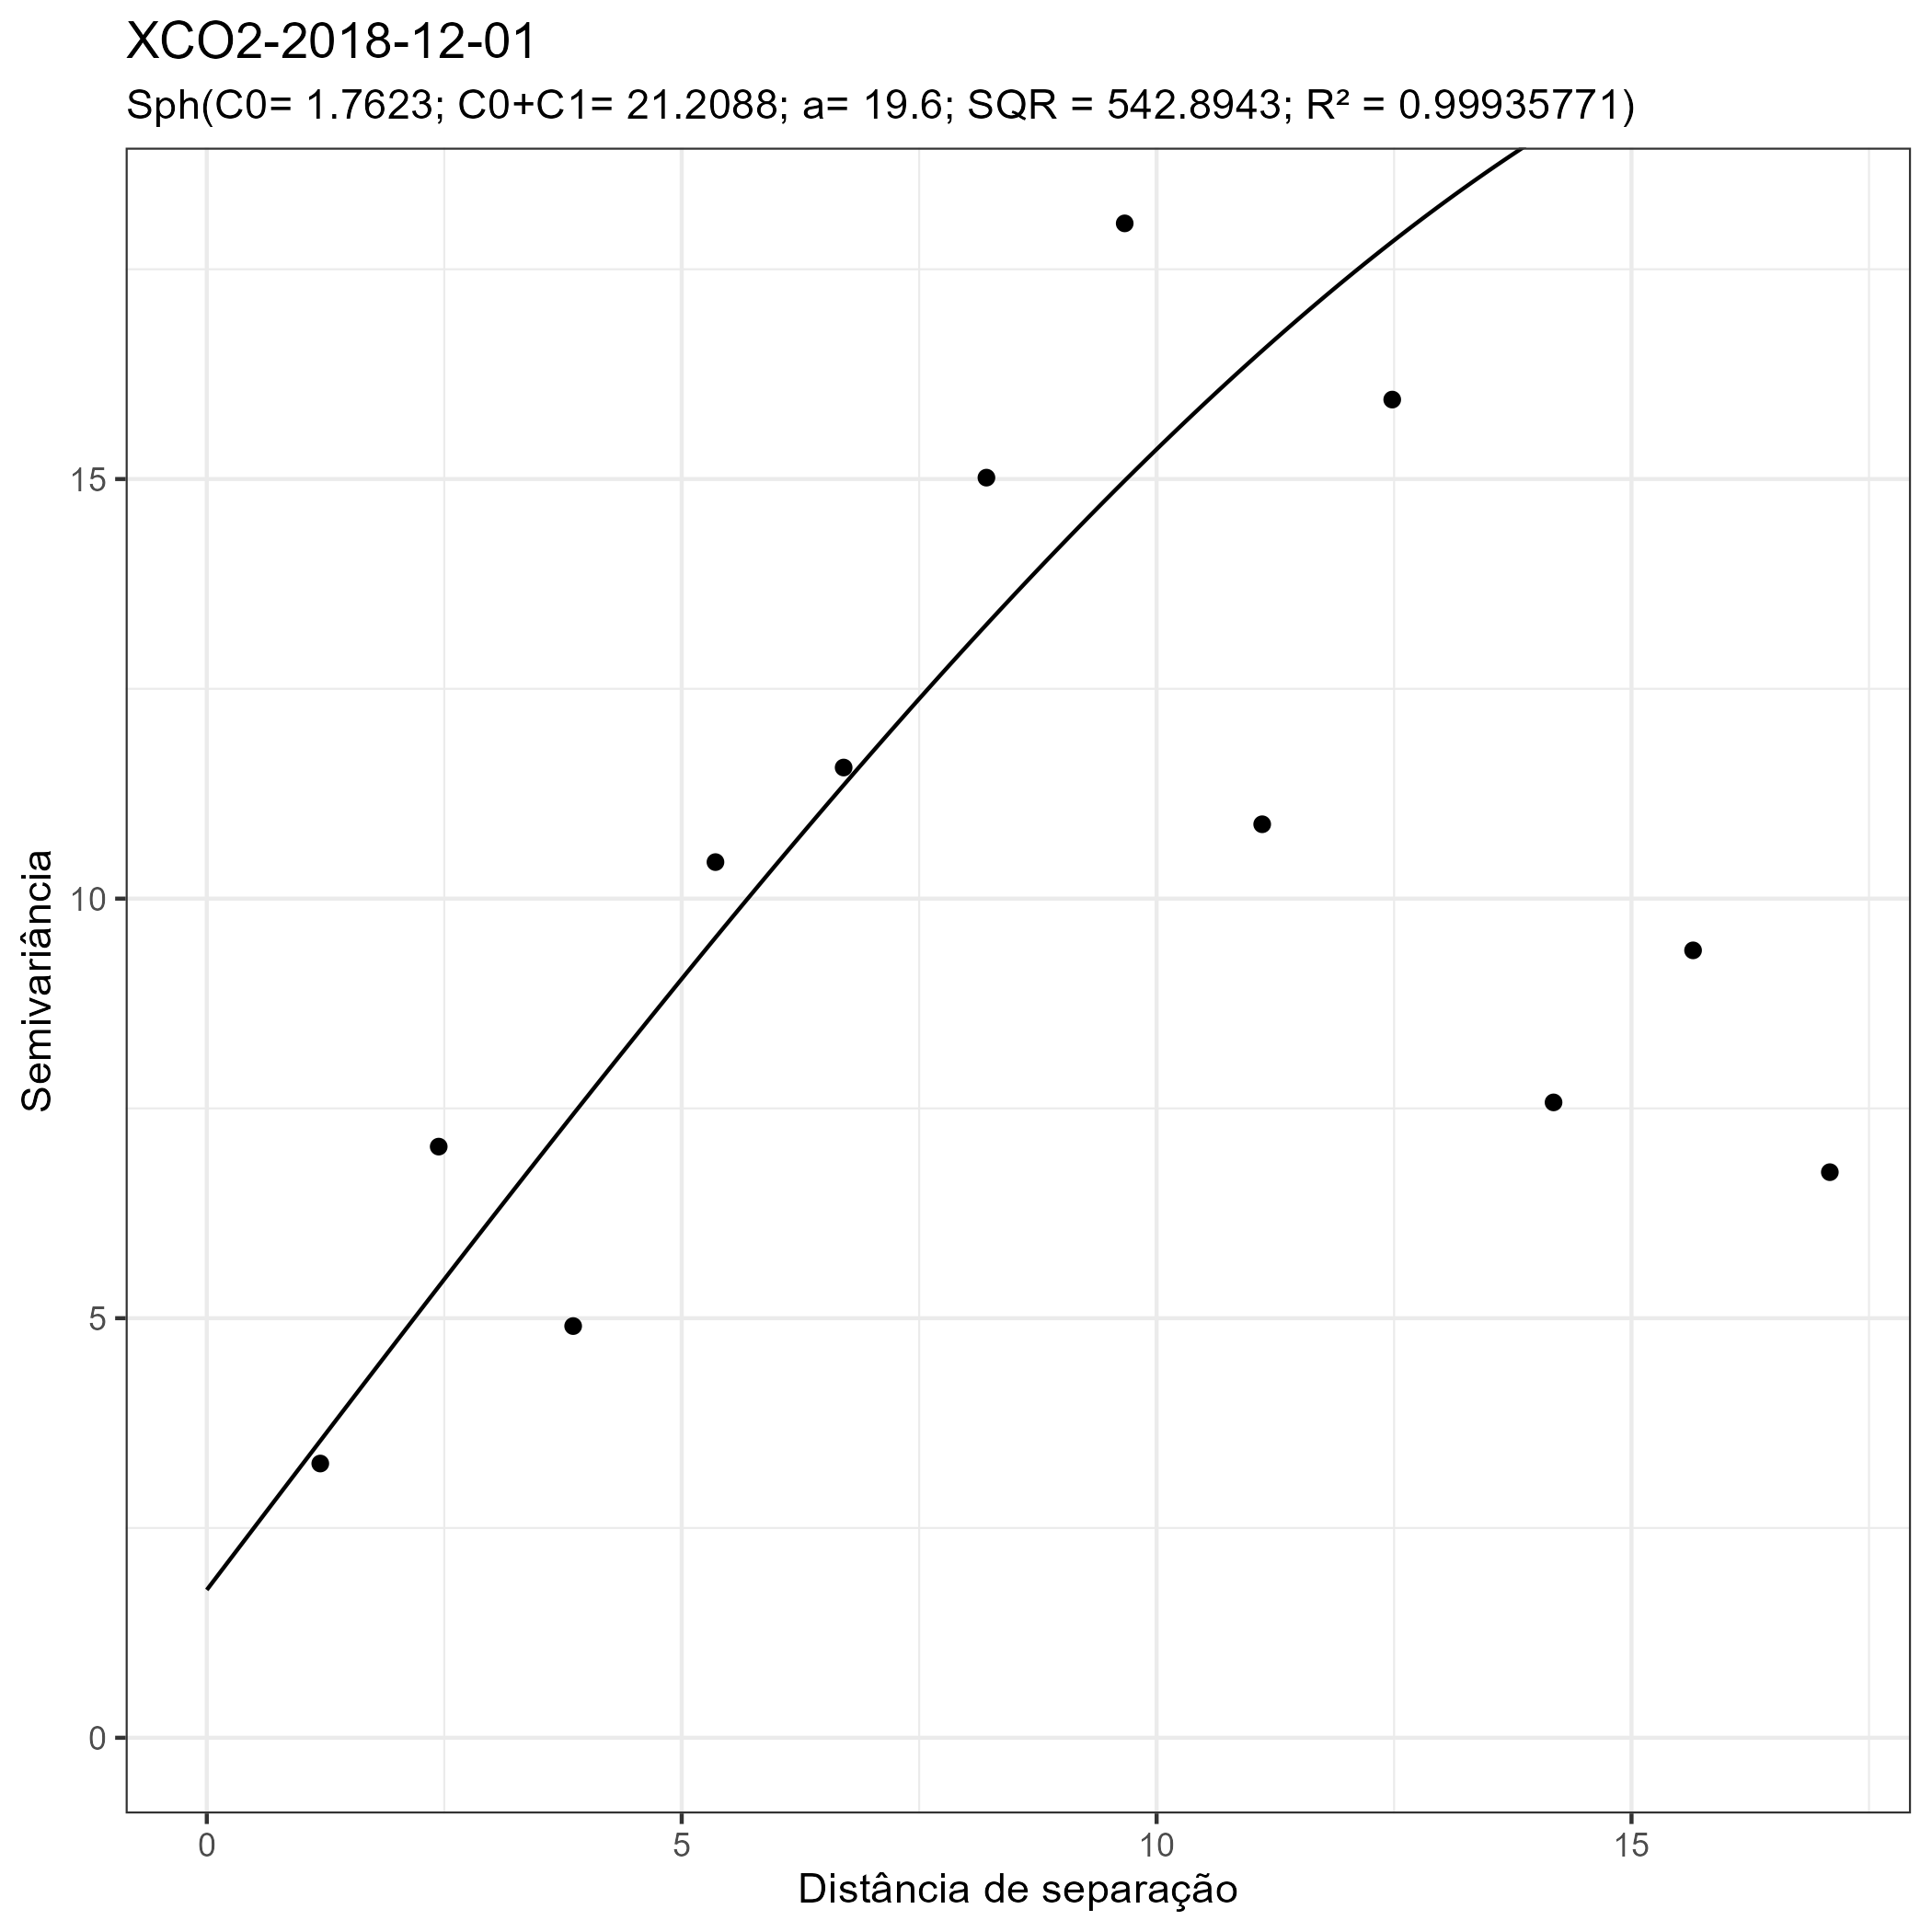 XCO2-2018-12-01
Sph(C0= 1.7623; C0+C1= 21.2088; a= 19.6; SQR = 542.8943; R² = 0.99935771)
Semivariância
15
10
5
0
0 5 10 15
Distância de separação